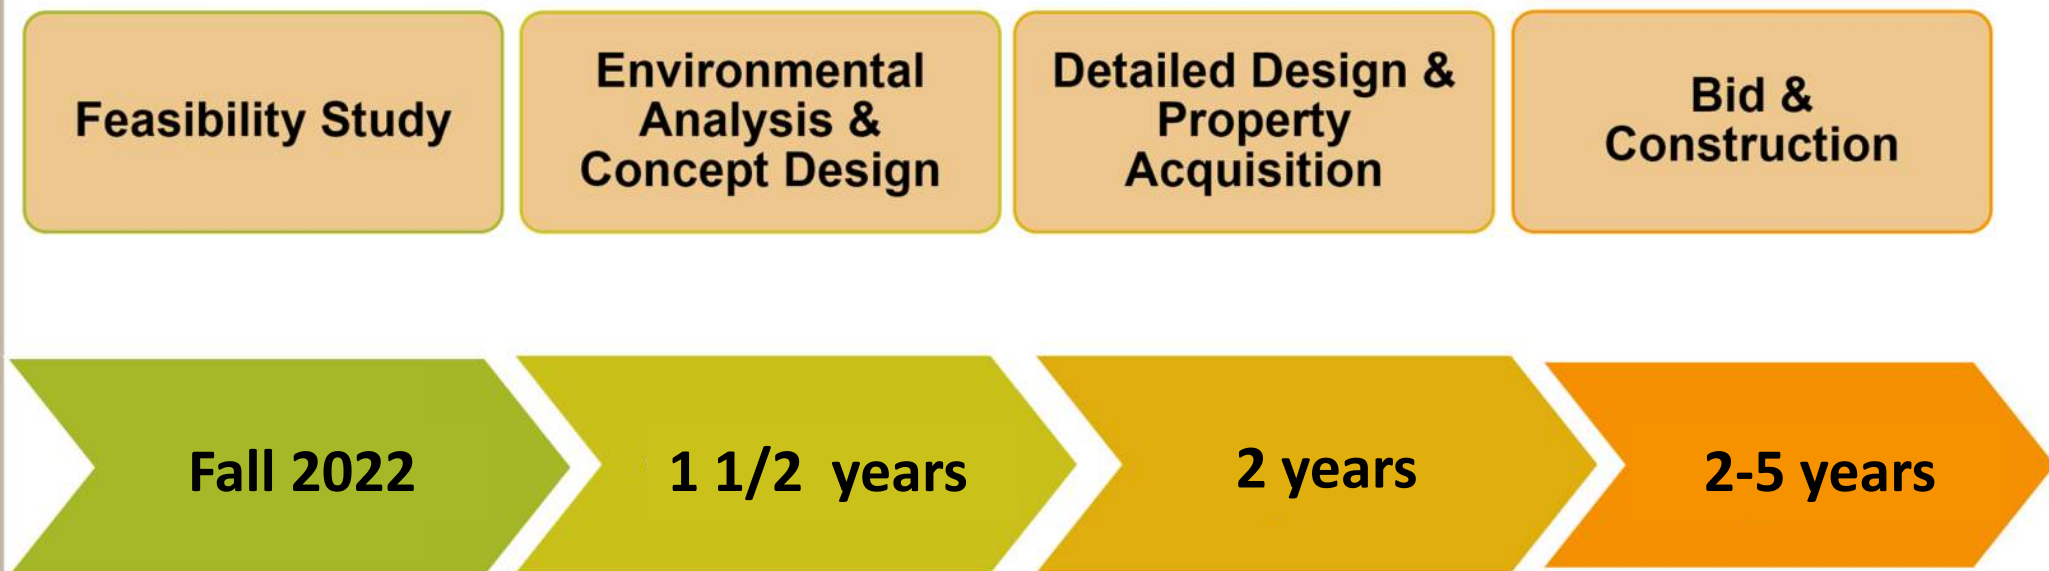 Feasibility Study
Environmental
Analysis &
Concept Design
Detailed Design &
Property
Acquisition
Bid &
Construction
Fall 2022
1 1/2  years
2 years
2-5 years